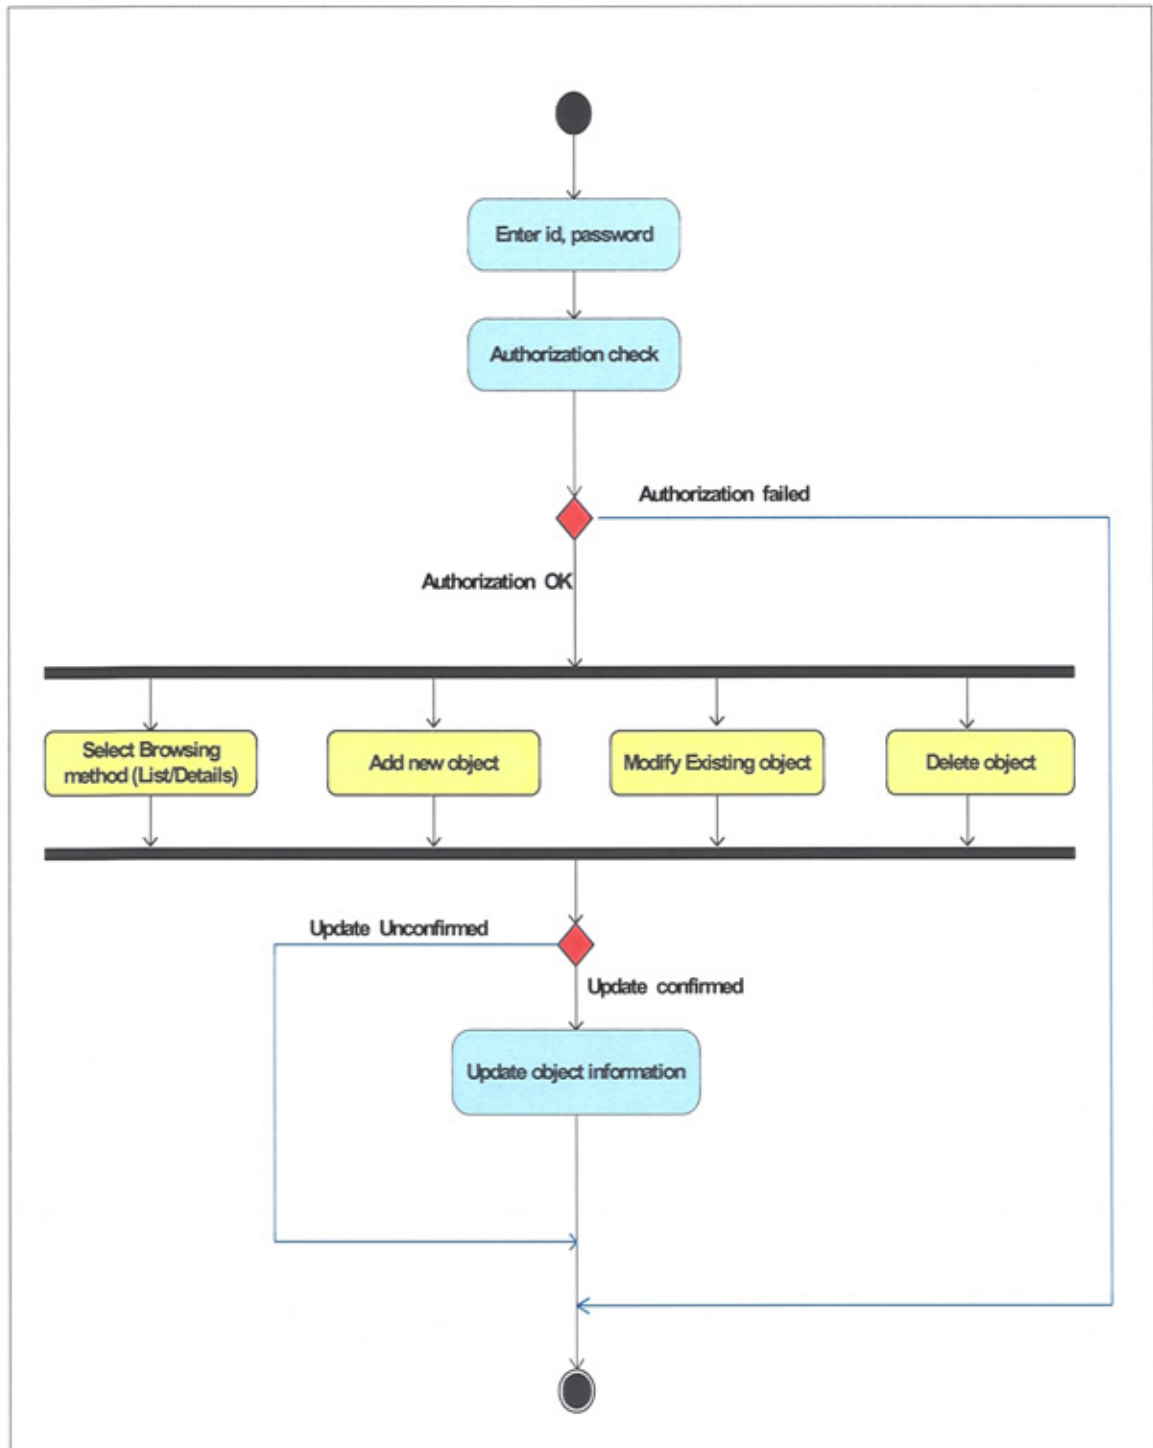 Enter id, password
Authorization check
Authorization failed
Authorization OK
Select Browsing
method (List/Details)
Add new object
Modify Existing object
Delete object
Update Unconfirmed
Update confirmed
Update object information